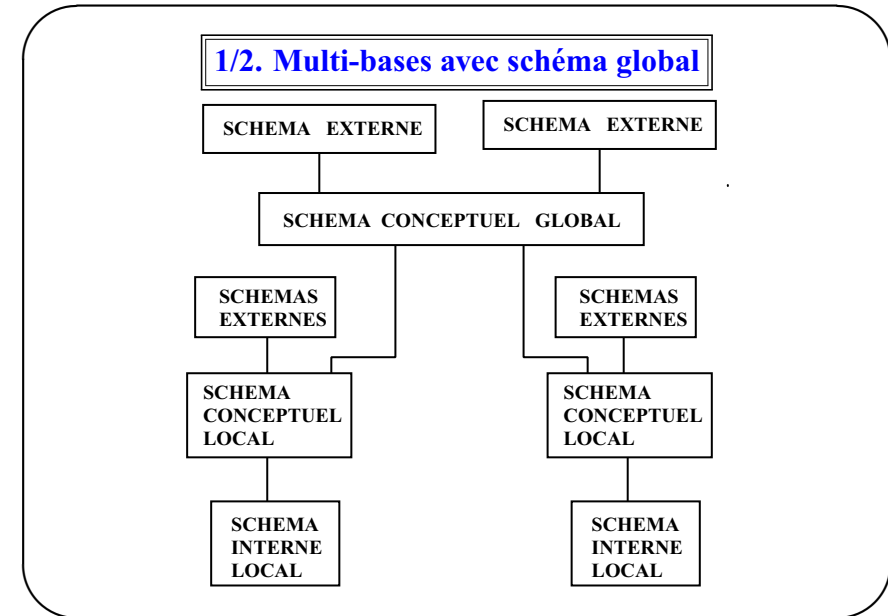 1/2. Multi-bases avec schéma global
SCHEMA EXTERNE
SCHEMA EXTERNE
SCHEMA CONCEPTUEL GLOBAL
SCHEMAS
EXTERNES
SCHEMAS
EXTERNES
SCHEMA
CONCEPTUEL
LOCAL
SCHEMA
CONCEPTUEL
LOCAL
SCHEMA
INTERNE
LOCAL
SCHEMA
INTERNE
LOCAL